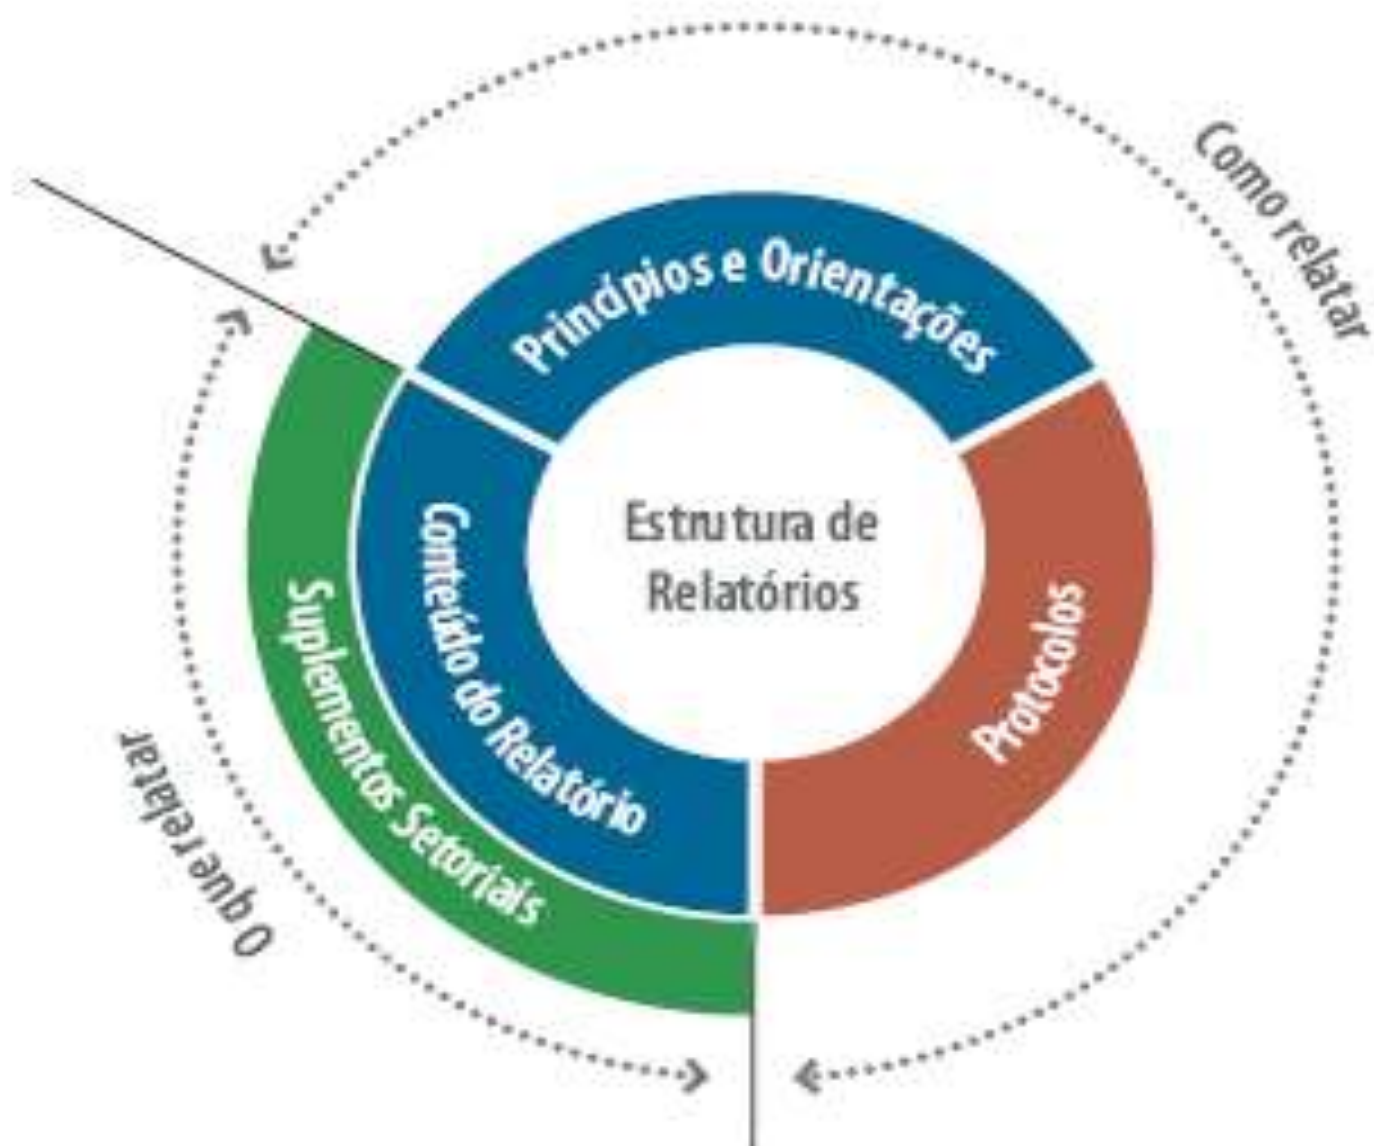 Como relatar
Princípios e Orientações
Estrutura de
Relatórios
Protocolos
Conteúdo do Relatório
Suplementos Setoriais
O que relatar